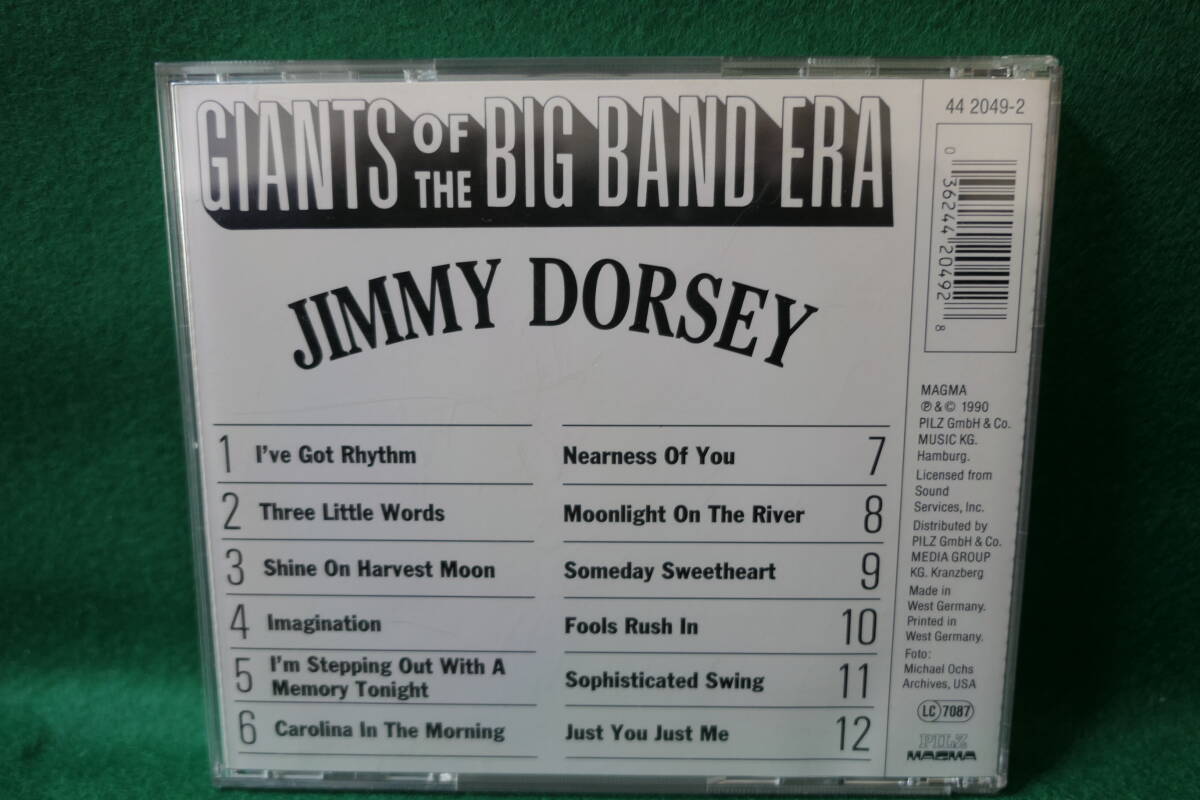 GIANTS OF THE BIG BAND ERA
JIMMY DORSEY
1 I've Got Rhythm
2 Three Little Words
3 Shine On Harvest Moon
4 Imagination
5 I'm Stepping Out With A
Memory Tonight
6 Carolina In The Morning
Nearness Of You 7
Moonlight On The River 8
Someday Sweetheart 9
Fools Rush In 10
Sophisticated Swing 11
Just You Just Me 12
44 2049-2
0 36244 20492 8
MAGMA
℗ & © 1990
PILZ GmbH & Co.
MUSIC KG.
Hamburg.
Licensed from
Sound
Services, Inc.
Distributed by
PILZ GmbH & Co.
MEDIA GROUP
KG. Kranzberg
Made in
West Germany.
Printed in
West Germany.
Foto:
Michael Ochs
Archives, USA
LC 7087
PILZ
MAGMA